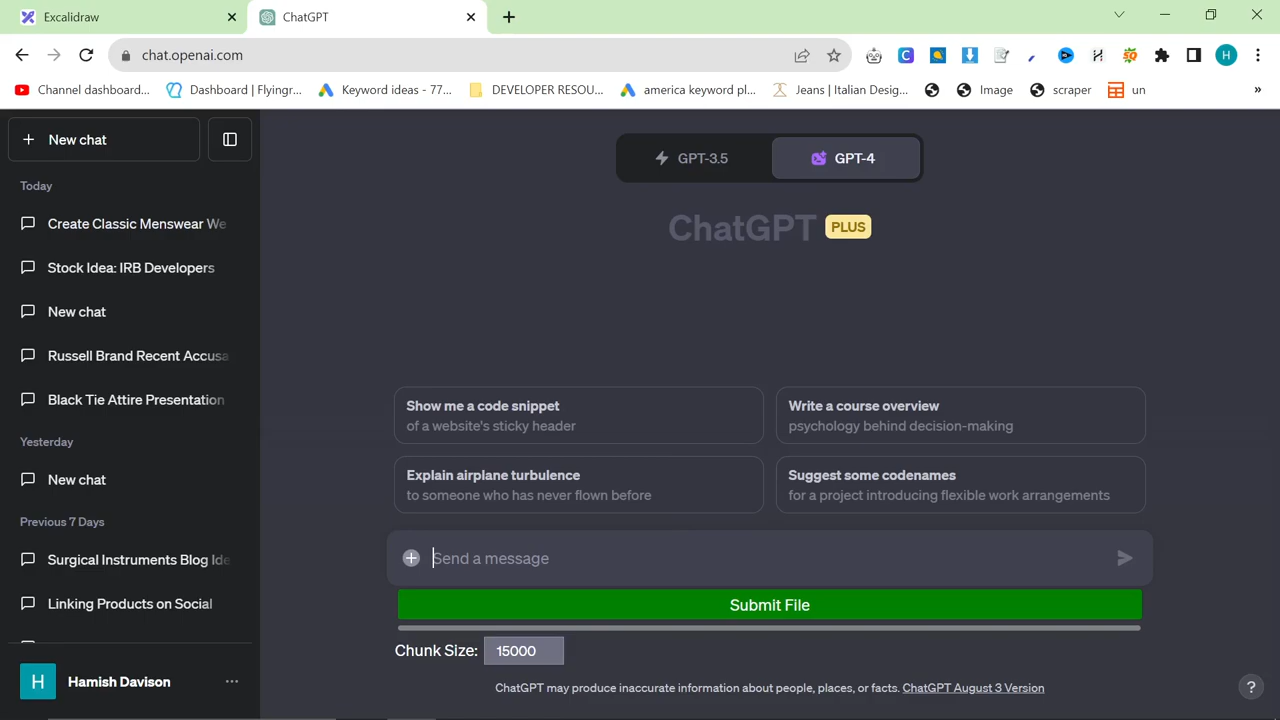 Excalidraw
ChatGPT
chat.openai.com
H
Channel dashboard...
Dashboard | Flyingr...
Keyword ideas - 77...
DEVELOPER RESOU...
america keyword pl...
Jeans | Italian Desig...
Image
scraper
un
»
New chat
GPT-3.5
GPT-4
Today
ChatGPT PLUS
Create Classic Menswear We
Stock Idea: IRB Developers
New chat
Russell Brand Recent Accusa
Black Tie Attire Presentation
Yesterday
New chat
Previous 7 Days
Surgical Instruments Blog Ide
Linking Products on Social
H
Hamish Davison
...
Show me a code snippet
of a website's sticky header
Write a course overview
psychology behind decision-making
Explain airplane turbulence
to someone who has never flown before
Suggest some codenames
for a project introducing flexible work arrangements
Send a message
Submit File
Chunk Size: 15000
ChatGPT may produce inaccurate information about people, places, or facts. ChatGPT August 3 Version
?